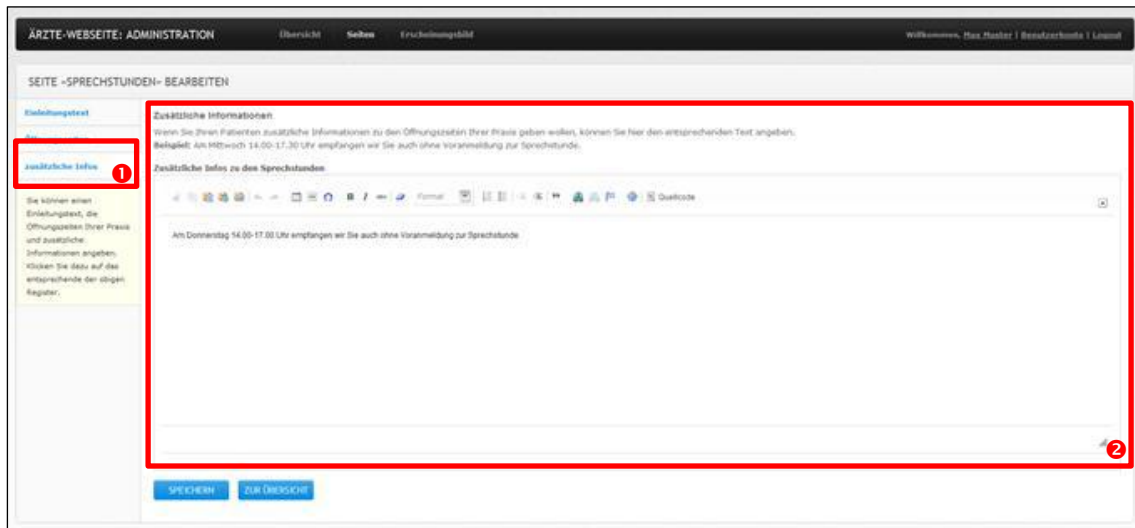 ÄRZTE-WEBSEITE: ADMINISTRATION Übersicht Seiten Erscheinungsbild Willkommen, Max Muster | Benutzerkonto | Logout
SEITE «SPRECHSTUNDEN» BEARBEITEN
Einleitungstext
zusätzliche Infos
1
Sie können einen
Einleitungstext, die
Öffnungszeiten Ihrer Praxis
und zusätzliche
Informationen angeben.
Klicken Sie dazu auf das
entsprechende der obigen
Register.
Zusätzliche Informationen
Wenn Sie Ihren Patienten zusätzliche Informationen zu den Öffnungszeiten Ihrer Praxis geben wollen, können Sie hier den entsprechenden Text angeben.
Beispiel: Am Mittwoch 14.00-17.30 Uhr empfangen wir Sie auch ohne Voranmeldung zur Sprechstunde.
Zusätzliche Infos zu den Sprechstunden
B I abc Format Quellcode
Am Donnerstag 14.00-17.00 Uhr empfangen wir Sie auch ohne Voranmeldung zur Sprechstunde.
2
SPEICHERN ZUR ÜBERSICHT